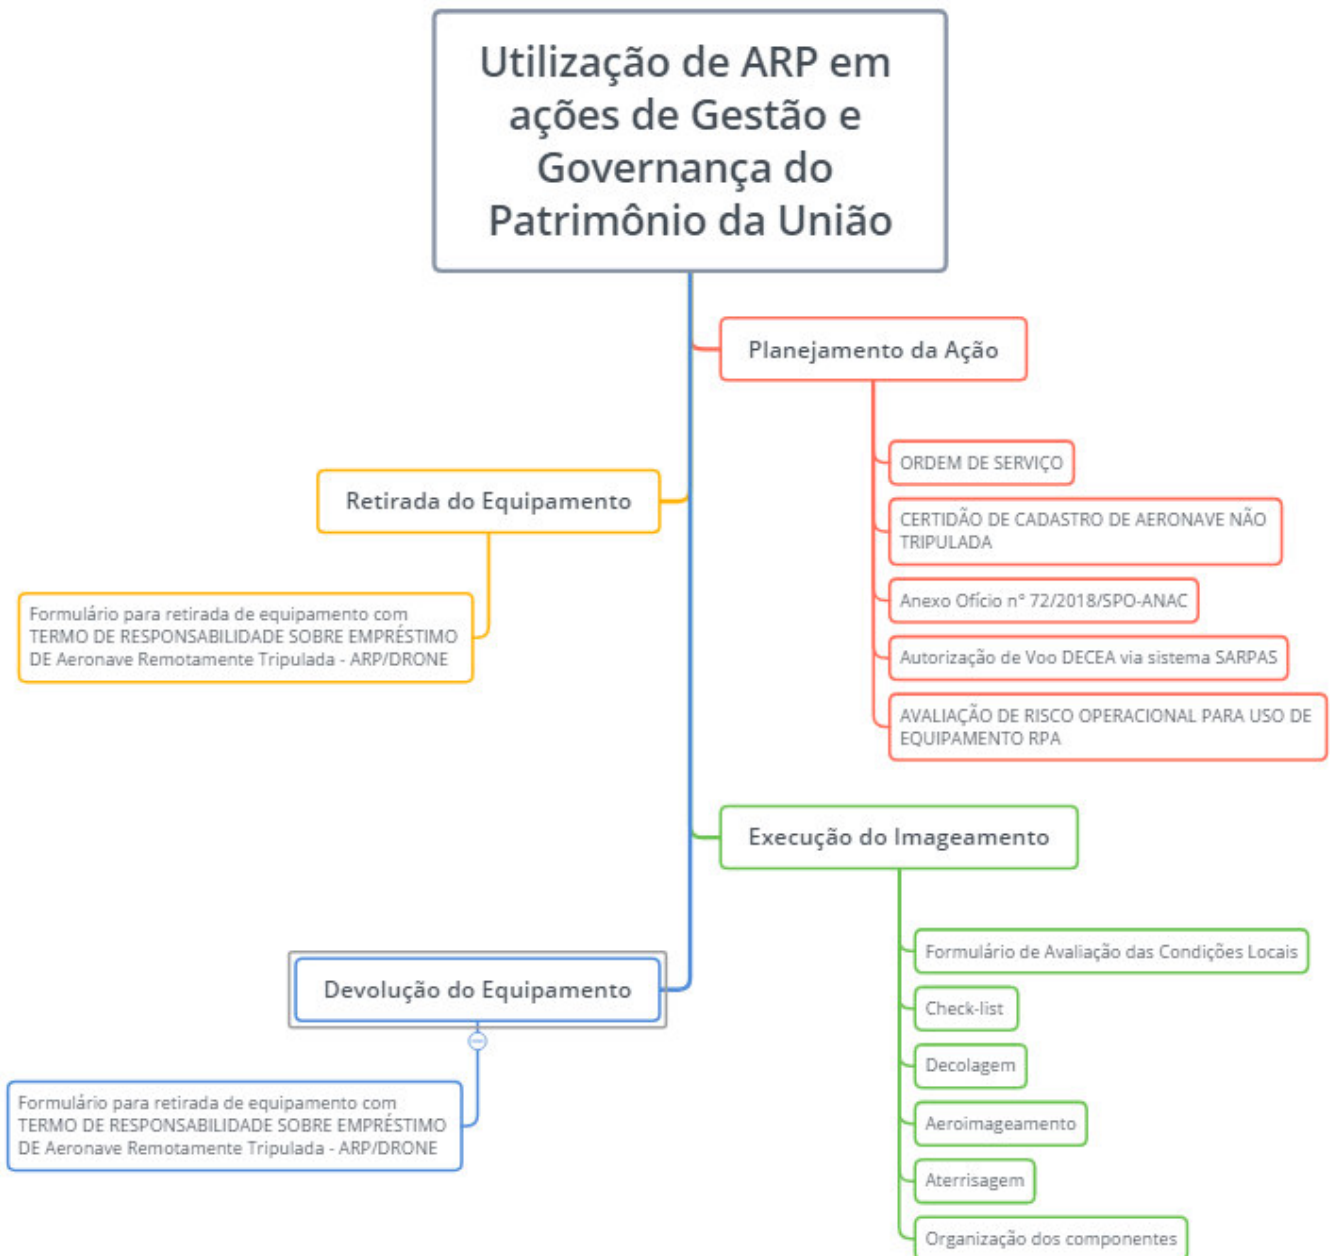 Utilização de ARP em
ações de Gestão e
Governança do
Patrimônio da União
Planejamento da Ação
ORDEM DE SERVIÇO
CERTIDÃO DE CADASTRO DE AERONAVE NÃO
TRIPULADA
Anexo Ofício nº 72/2018/SPO-ANAC
Autorização de Voo DECEA via sistema SARPAS
AVALIAÇÃO DE RISCO OPERACIONAL PARA USO DE
EQUIPAMENTO RPA
Retirada do Equipamento
Formulário para retirada de equipamento com
TERMO DE RESPONSABILIDADE SOBRE EMPRÉSTIMO
DE Aeronave Remotamente Tripulada - ARP/DRONE
Execução do Imageamento
Formulário de Avaliação das Condições Locais
Check-list
Decolagem
Aeroimageamento
Aterrisagem
Organização dos componentes
Devolução do Equipamento
Formulário para retirada de equipamento com
TERMO DE RESPONSABILIDADE SOBRE EMPRÉSTIMO
DE Aeronave Remotamente Tripulada - ARP/DRONE